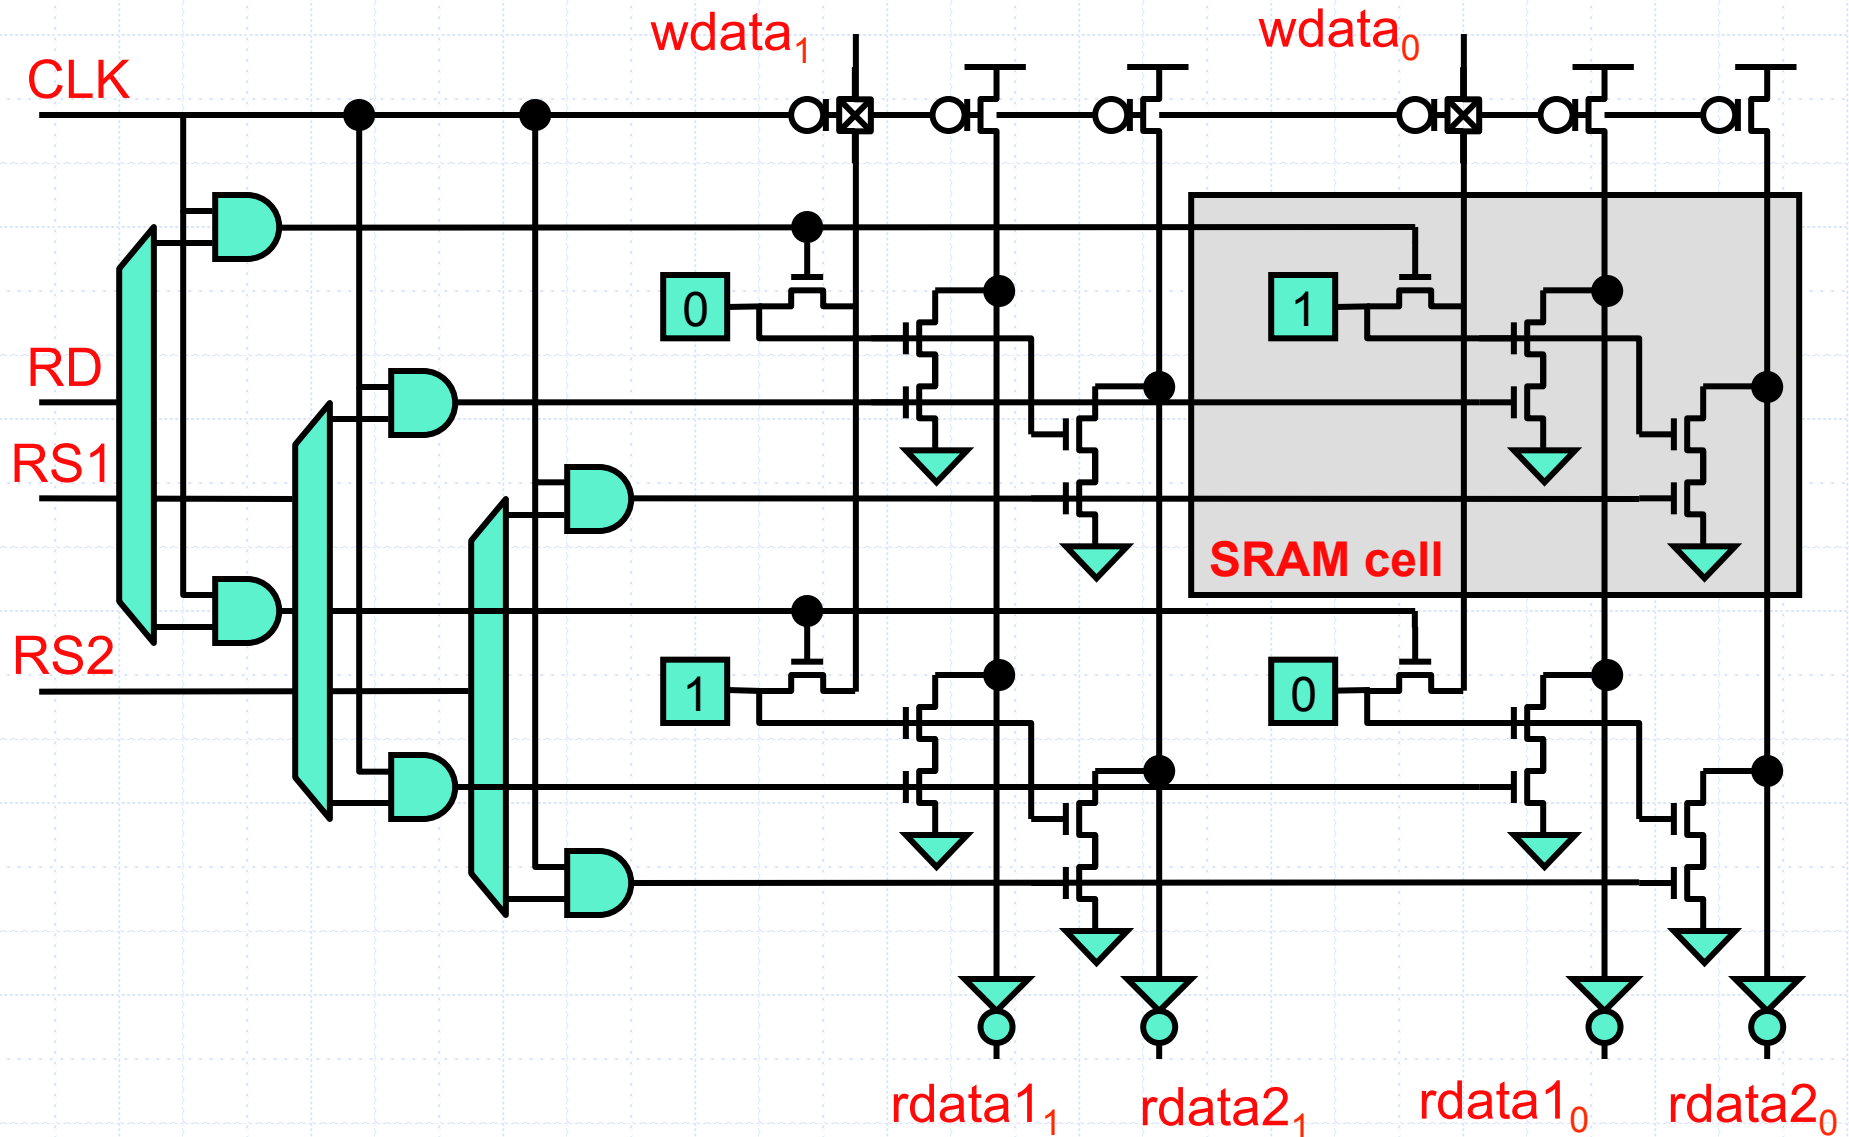 wdata1
wdata0
CLK
0
1
RD
RS1
SRAM cell
RS2
1
0
rdata11
rdata21
rdata10
rdata20